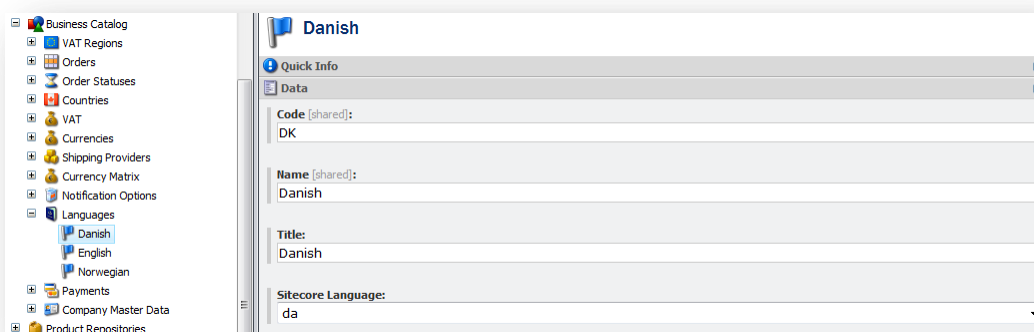 Business Catalog
VAT Regions
Orders
Order Statuses
Countries
VAT
Currencies
Shipping Providers
Currency Matrix
Notification Options
Languages
Danish
English
Norwegian
Payments
Company Master Data
Product Repositories
Danish
Quick Info
Data
Code [shared]:
DK
Name [shared]:
Danish
Title:
Danish
Sitecore Language:
da